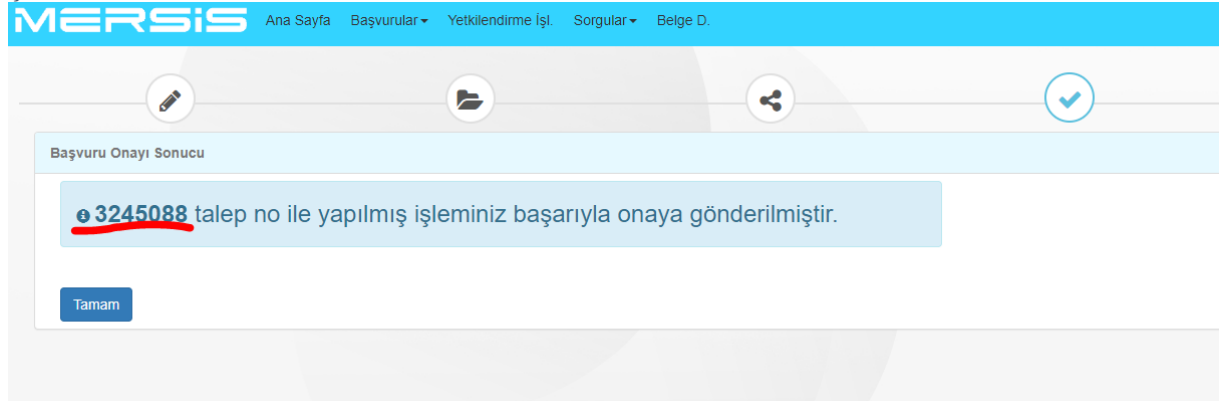 MERSiS Ana Sayfa Başvurular Yetkilendirme İşl. Sorgular Belge D.
Başvuru Onayı Sonucu
3245088 talep no ile yapılmış işleminiz başarıyla onaya gönderilmiştir.
Tamam